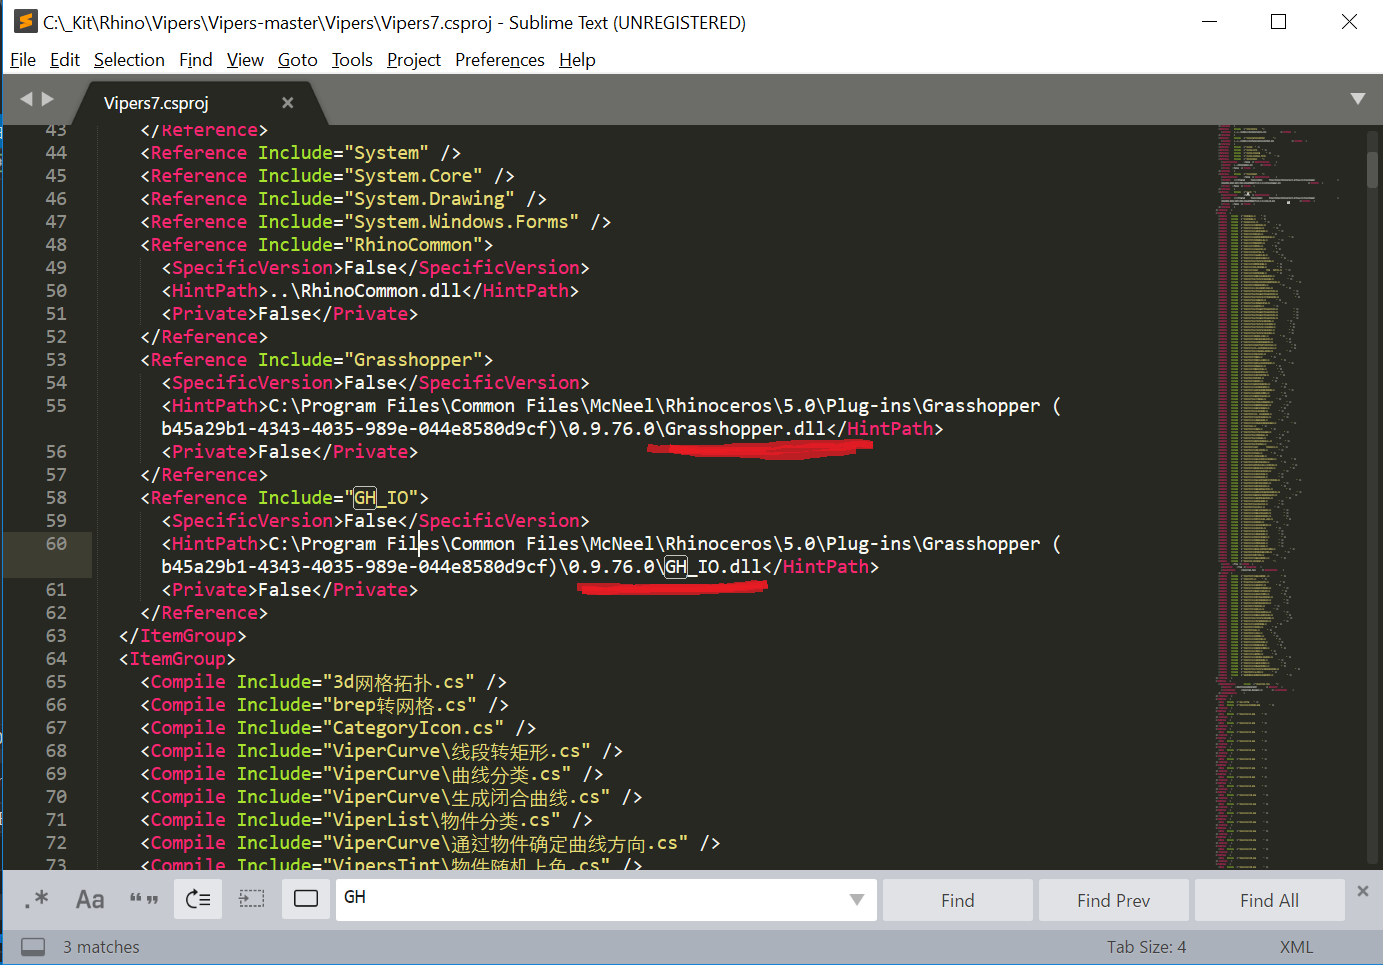 C:\_Kit\Rhino\Vipers\Vipers-master\Vipers\Vipers7.csproj - Sublime Text (UNREGISTERED)
File Edit Selection Find View Goto Tools Project Preferences Help
Vipers7.csproj
43 </Reference>
44 <Reference Include="System" />
45 <Reference Include="System.Core" />
46 <Reference Include="System.Drawing" />
47 <Reference Include="System.Windows.Forms" />
48 <Reference Include="RhinoCommon">
49 <SpecificVersion>False</SpecificVersion>
50 <HintPath>..\RhinoCommon.dll</HintPath>
51 <Private>False</Private>
52 </Reference>
53 <Reference Include="Grasshopper">
54 <SpecificVersion>False</SpecificVersion>
55 <HintPath>C:\Program Files\Common Files\McNeel\Rhinoceros\5.0\Plug-ins\Grasshopper (
b45a29b1-4343-4035-989e-044e8580d9cf)\0.9.76.0\Grasshopper.dll</HintPath>
56 <Private>False</Private>
57 </Reference>
58 <Reference Include="GH_IO">
59 <SpecificVersion>False</SpecificVersion>
60 <HintPath>C:\Program Files\Common Files\McNeel\Rhinoceros\5.0\Plug-ins\Grasshopper (
b45a29b1-4343-4035-989e-044e8580d9cf)\0.9.76.0\GH_IO.dll</HintPath>
61 <Private>False</Private>
62 </Reference>
63 </ItemGroup>
64 <ItemGroup>
65 <Compile Include="3d网格拓扑.cs" />
66 <Compile Include="brep转网格.cs" />
67 <Compile Include="CategoryIcon.cs" />
68 <Compile Include="ViperCurve\线段转矩形.cs" />
69 <Compile Include="ViperCurve\曲线分类.cs" />
70 <Compile Include="ViperCurve\生成闭合曲线.cs" />
71 <Compile Include="ViperList\物件分类.cs" />
72 <Compile Include="ViperCurve\通过物件确定曲线方向.cs" />
73 <Compile Include="VipersTint\物件随机上色.cs" />
.* Aa “ ” GH Find Find Prev Find All
3 matches Tab Size: 4 XML